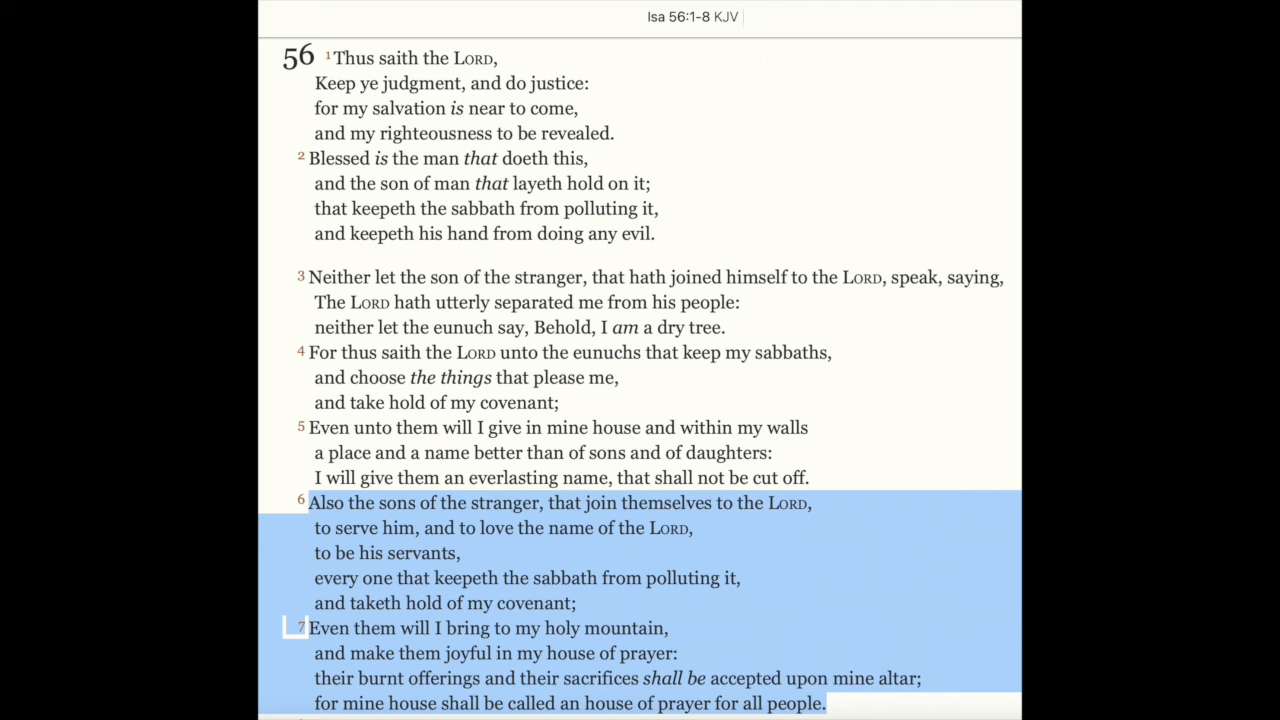 Isa 56:1-8 KJV
56 1 Thus saith the LORD,
Keep ye judgment, and do justice:
for my salvation is near to come,
and my righteousness to be revealed.
2 Blessed is the man that doeth this,
and the son of man that layeth hold on it;
that keepeth the sabbath from polluting it,
and keepeth his hand from doing any evil.
3 Neither let the son of the stranger, that hath joined himself to the LORD, speak, saying,
The LORD hath utterly separated me from his people:
neither let the eunuch say, Behold, I am a dry tree.
4 For thus saith the LORD unto the eunuchs that keep my sabbaths,
and choose the things that please me,
and take hold of my covenant;
5 Even unto them will I give in mine house and within my walls
a place and a name better than of sons and of daughters:
I will give them an everlasting name, that shall not be cut off.
6 Also the sons of the stranger, that join themselves to the LORD,
to serve him, and to love the name of the LORD,
to be his servants,
every one that keepeth the sabbath from polluting it,
and taketh hold of my covenant;
7 Even them will I bring to my holy mountain,
and make them joyful in my house of prayer:
their burnt offerings and their sacrifices shall be accepted upon mine altar;
for mine house shall be called an house of prayer for all people.